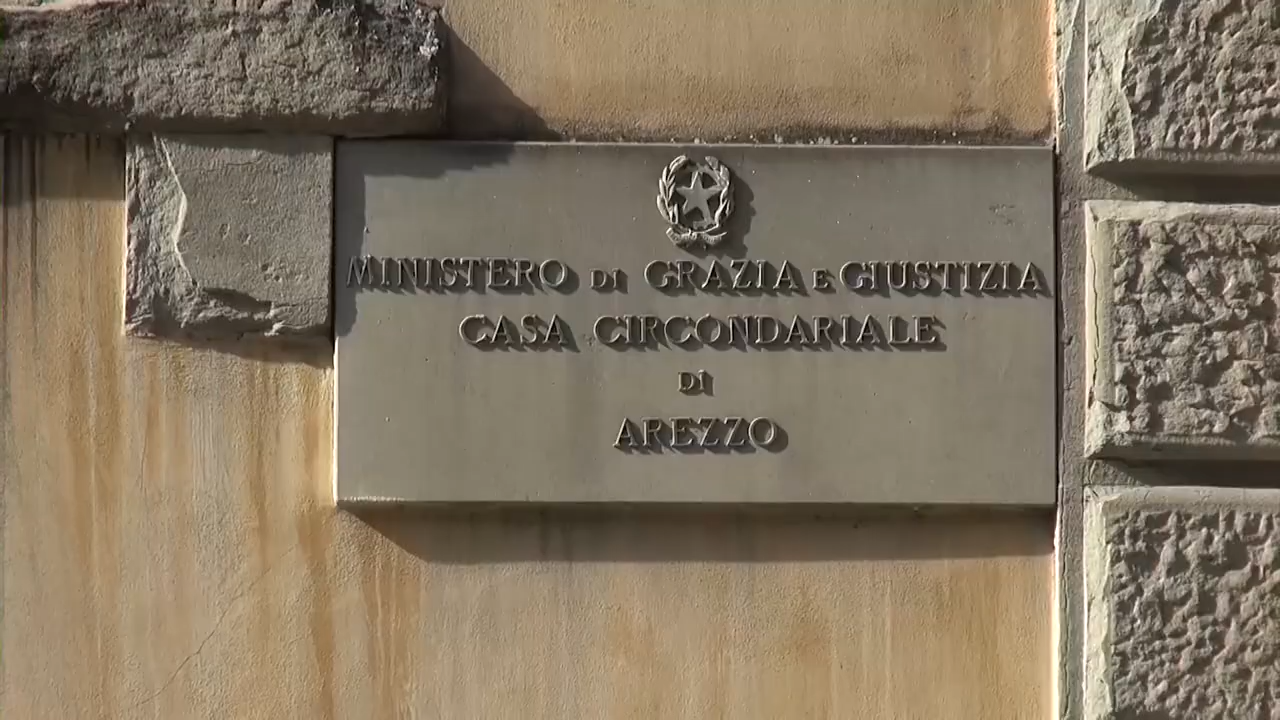 MINISTERO DI GRAZIA E GIUSTIZIA
CASA CIRCONDARIALE
DI
AREZZO